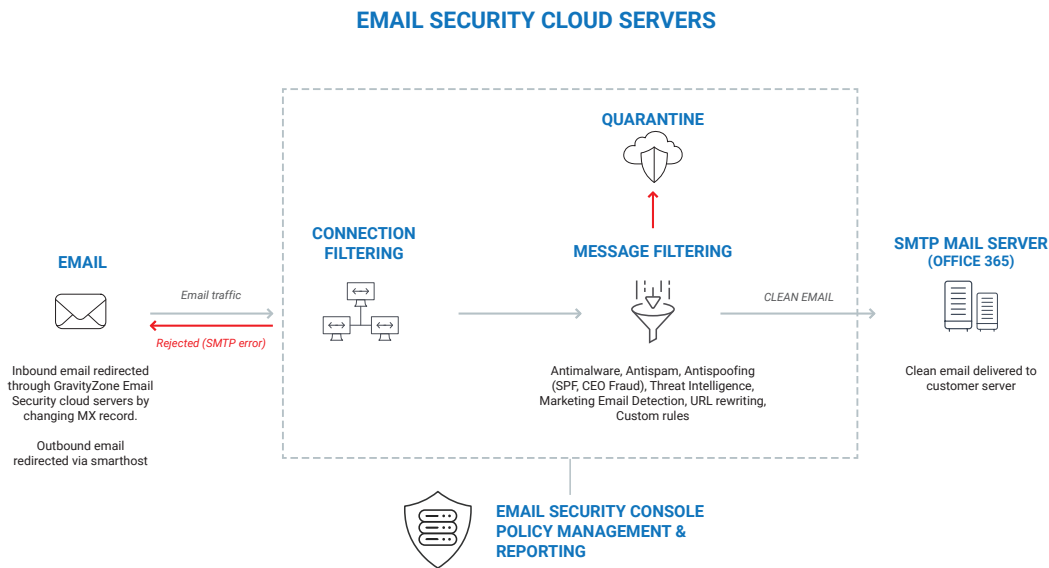 EMAIL SECURITY CLOUD SERVERS
QUARANTINE
CONNECTION
FILTERING
MESSAGE FILTERING
SMTP MAIL SERVER
(OFFICE 365)
EMAIL
Email traffic
Rejected (SMTP error)
CLEAN EMAIL
Inbound email redirected
through GravityZone Email
Security cloud servers by
changing MX record.
Outbound email
redirected via smarthost
Antimalware, Antispam, Antispoofing
(SPF, CEO Fraud), Threat Intelligence,
Marketing Email Detection, URL rewriting,
Custom rules
Clean email delivered to
customer server
EMAIL SECURITY CONSOLE
POLICY MANAGEMENT &
REPORTING